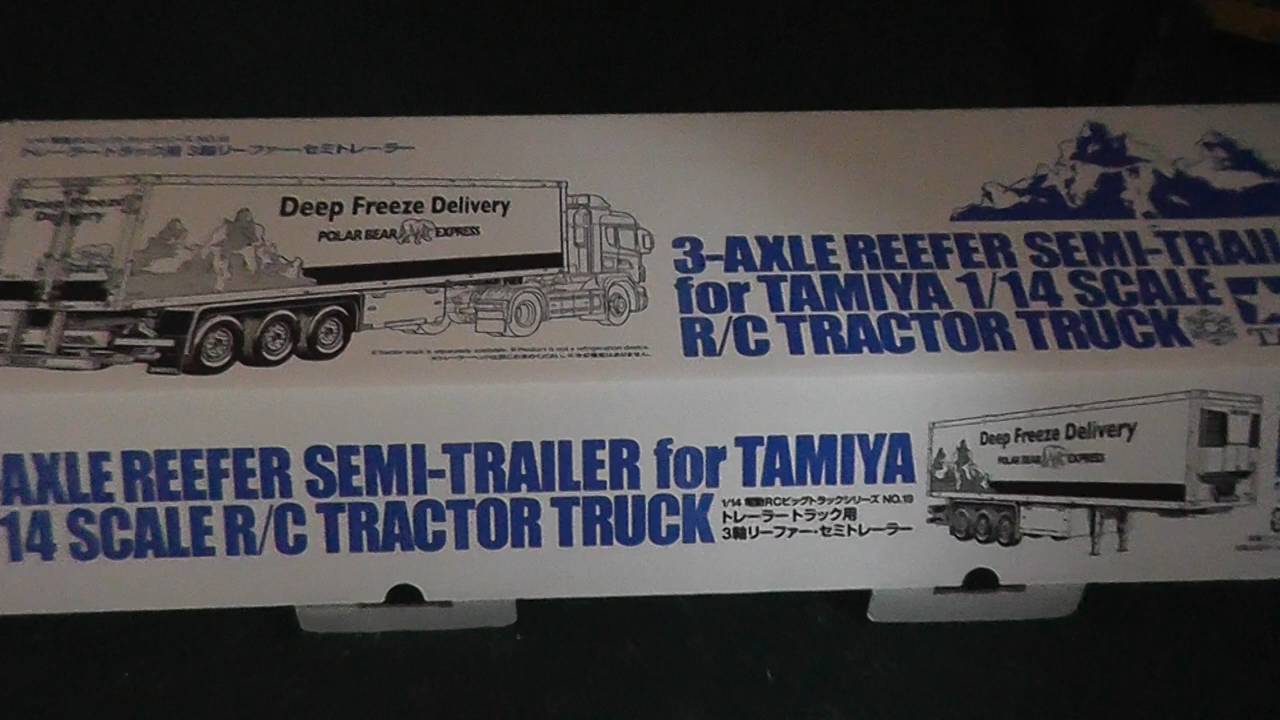 トレーラートラック用 3軸リーファー・セミトレーラー
Deep Freeze Delivery
POLAR BEAR EXPRESS
3-AXLE REEFER SEMI-TRAIL
for TAMIYA 1/14 SCALE
R/C TRACTOR TRUCK
AXLE REEFER SEMI-TRAILER for TAMIYA
14 SCALE R/C TRACTOR TRUCK
1/14 電動RCビッグトラックシリーズ NO.19
トレーラートラック用
3軸リーファー・セミトレーラー
Deep Freeze Delivery
POLAR BEAR EXPRESS